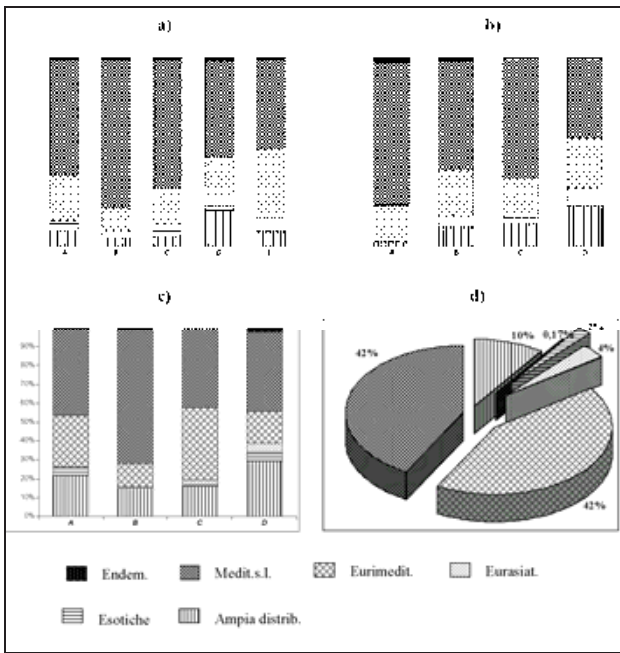 a)
b)
A B C D
A B C D
c)
d)
90%
80%
70%
60%
50%
40%
30%
20%
10%
0%
A B C D
42%
10%
0,17%
4%
42%
Endem. Medit.s.l. Eurimedit. Eurasiat.
Esotiche Ampia distrib.